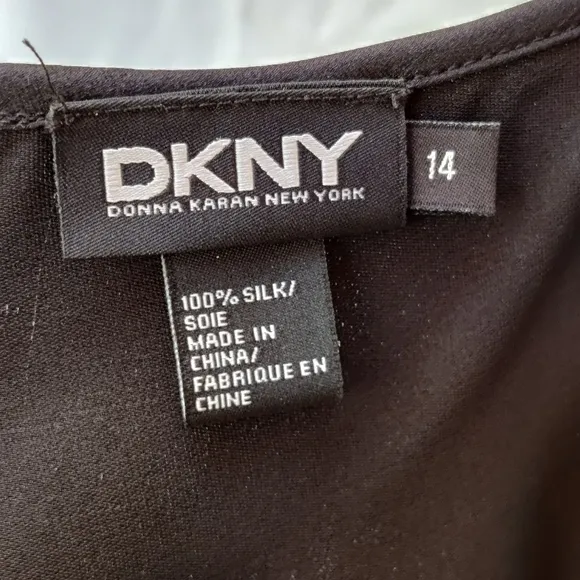 DKNY
DONNA KARAN NEW YORK
14
100% SILK/
SOIE
MADE IN
CHINA/
FABRIQUE EN
CHINE